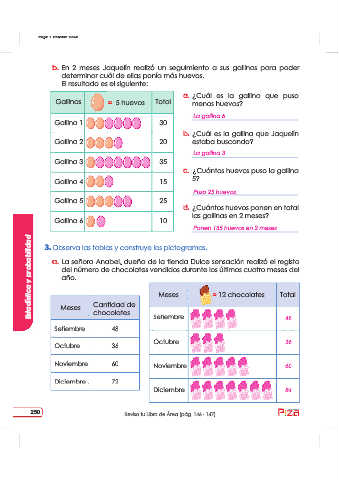 b. En 2 meses Jaquelin realizó un seguimiento a sus gallinas para poder
determinar cuál de ellas ponía más huevos.
El resultado es el siguiente:
Gallinas = 5 huevos Total
Gallina 1 30
Gallina 2 20
Gallina 3 35
Gallina 4 15
Gallina 5 25
Gallina 6 10
a. ¿Cuál es la gallina que puso
menos huevos?
La gallina 6
b. ¿Cuál es la gallina que Jaquelin
estaba buscando?
La gallina 3
c. ¿Cuántos huevos puso la gallina
5?
Puso 25 huevos
d. ¿Cuántos huevos ponen en total
las gallinas en 2 meses?
Ponen 135 huevos en 2 meses
Estadística y probabilidad
3. Observa las tablas y construye los pictogramas.
a. La señora Anabel, dueña de la tienda Dulce sensación realizó el registo
del número de chocolates vendidos durante los últimos cuatro meses del
año.
Meses Cantidad de
chocolates
Setiembre 48
Octubre 36
Noviembre 60
Diciembre 72
Meses = 12 chocolates Total
Setiembre 48
Octubre 36
Noviembre 60
Diciembre 84
250
Revisa tu Libro de Área (pág. 146 - 147)